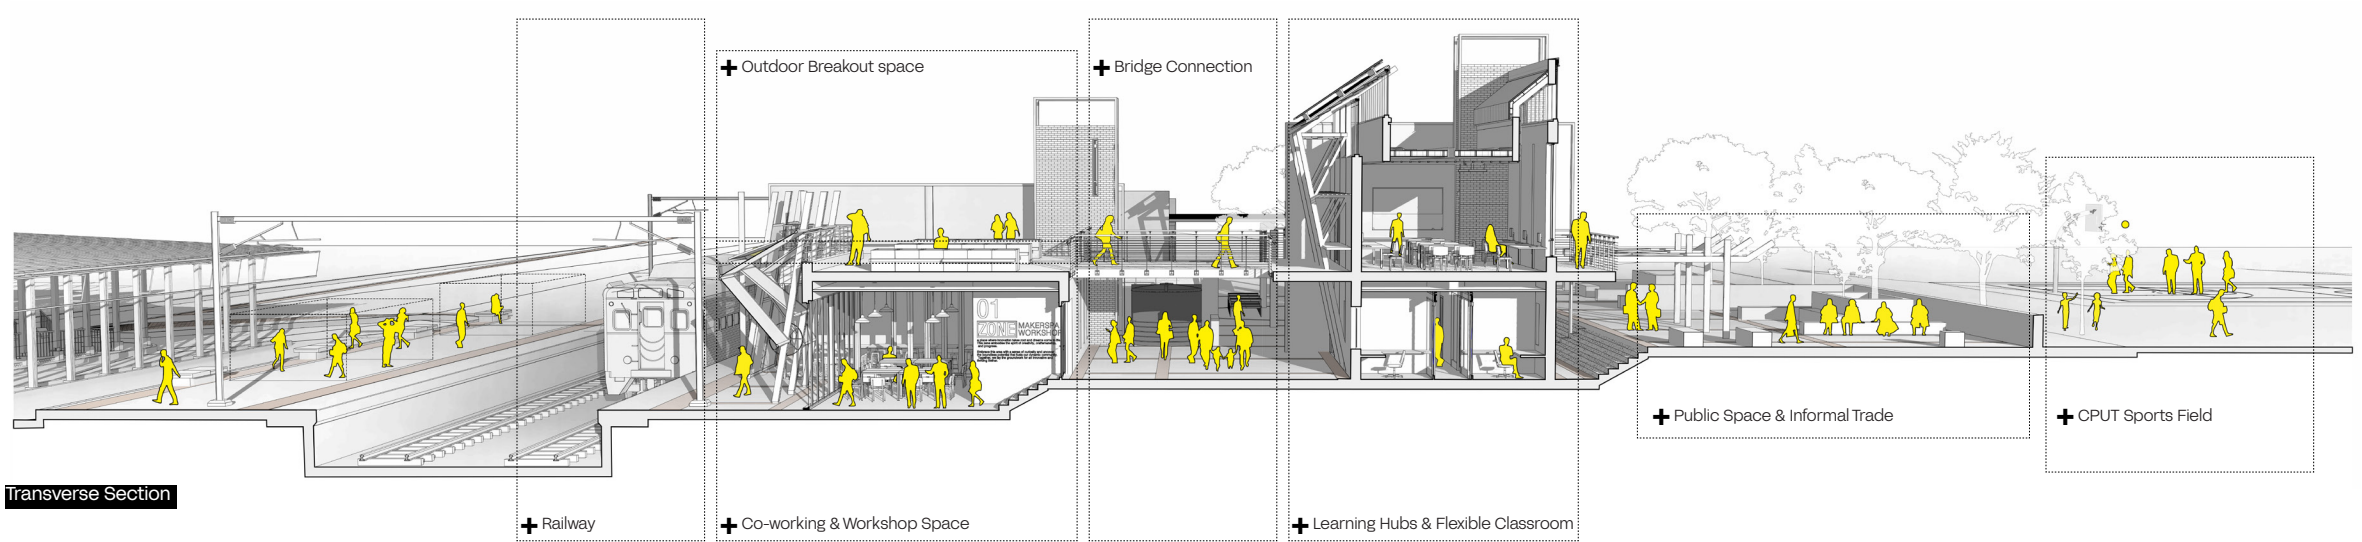 Outdoor Breakout space
Bridge Connection
01
ZONE
MAKERSPA
WORKSHOP
Public Space & Informal Trade
CPUT Sports Field
Transverse Section
Railway
Co-working & Workshop Space
Learning Hubs & Flexible Classroom